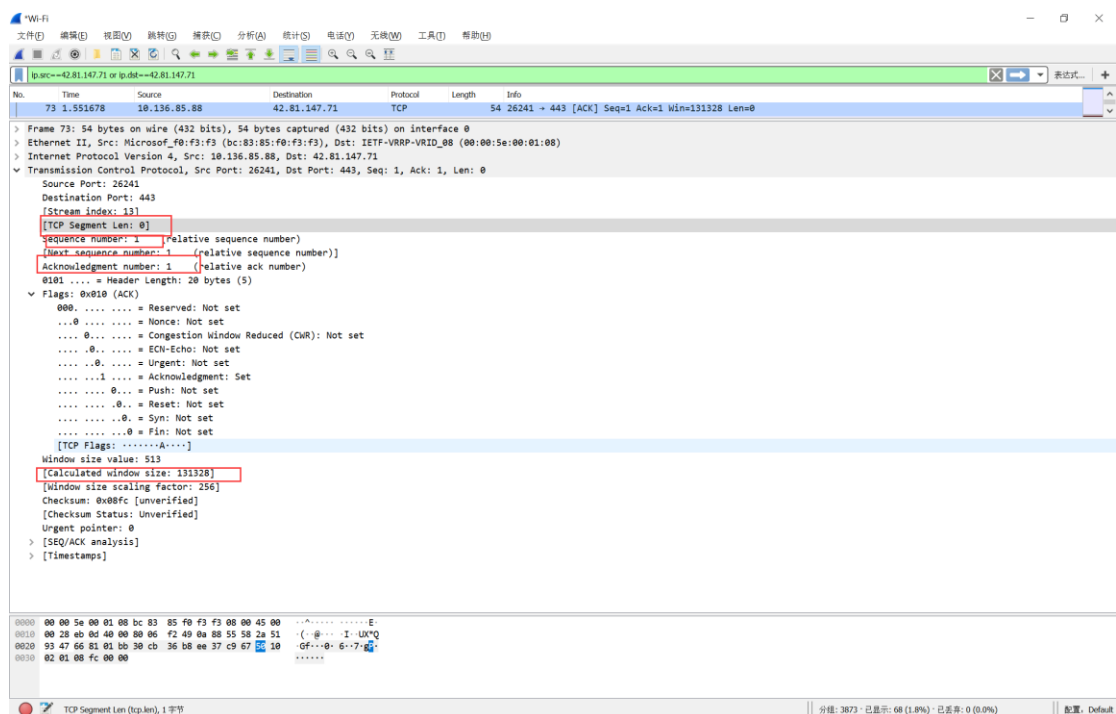 *Wi-Fi
文件(F) 编辑(E) 视图(V) 跳转(G) 捕获(C) 分析(A) 统计(S) 电话(Y) 无线(W) 工具(T) 帮助(H)
ip.src==42.81.147.71 or ip.dst==42.81.147.71 表达式… +
No. Time Source Destination Protocol Length Info
73 1.551678 10.136.85.88 42.81.147.71 TCP 54 26241 → 443 [ACK] Seq=1 Ack=1 Win=131328 Len=0
> Frame 73: 54 bytes on wire (432 bits), 54 bytes captured (432 bits) on interface 0
> Ethernet II, Src: Microsof_f0:f3:f3 (bc:83:85:f0:f3:f3), Dst: IETF-VRRP-VRID_08 (00:00:5e:00:01:08)
> Internet Protocol Version 4, Src: 10.136.85.88, Dst: 42.81.147.71
Transmission Control Protocol, Src Port: 26241, Dst Port: 443, Seq: 1, Ack: 1, Len: 0
Source Port: 26241
Destination Port: 443
[Stream index: 13]
[TCP Segment Len: 0]
Sequence number: 1 (relative sequence number)
[Next sequence number: 1 (relative sequence number)]
Acknowledgment number: 1 (relative ack number)
0101 .... = Header Length: 20 bytes (5)
Flags: 0x010 (ACK)
000. .... .... = Reserved: Not set
...0 .... .... = Nonce: Not set
.... 0... .... = Congestion Window Reduced (CWR): Not set
.... .0.. .... = ECN-Echo: Not set
.... ..0. .... = Urgent: Not set
.... ...1 .... = Acknowledgment: Set
.... .... 0... = Push: Not set
.... .... .0.. = Reset: Not set
.... .... ..0. = Syn: Not set
.... .... ...0 = Fin: Not set
[TCP Flags: ·······A····]
Window size value: 513
[Calculated window size: 131328]
[Window size scaling factor: 256]
Checksum: 0x08fc [unverified]
[Checksum Status: Unverified]
Urgent pointer: 0
> [SEQ/ACK analysis]
> [Timestamps]
0000 00 00 5e 00 01 08 bc 83 85 f0 f3 f3 08 00 45 00 ··^····· ······E·
0010 00 28 eb 0d 40 00 80 06 f2 49 0a 88 55 58 2a 51 ·(··@··· ·I··UX*Q
0020 93 47 66 81 01 bb 30 cb 36 b8 ee 37 c9 67 50 10 ·Gf···0· 6··7·gP·
0030 02 01 08 fc 00 00 ······
TCP Segment Len (tcp.len), 1 字节 分组: 3873 · 已显示: 68 (1.8%) · 已丢弃: 0 (0.0%) 配置: Default